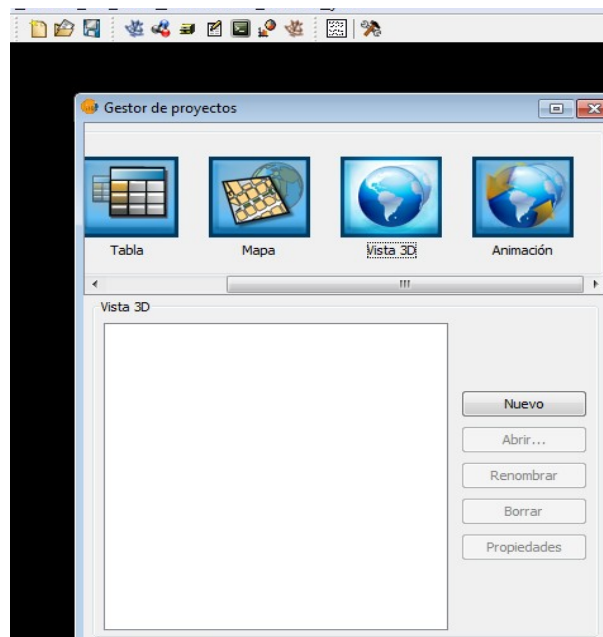 Gestor de proyectos
Tabla
Mapa
Vista 3D
Animación
Vista 3D
Nuevo
Abrir...
Renombrar
Borrar
Propiedades